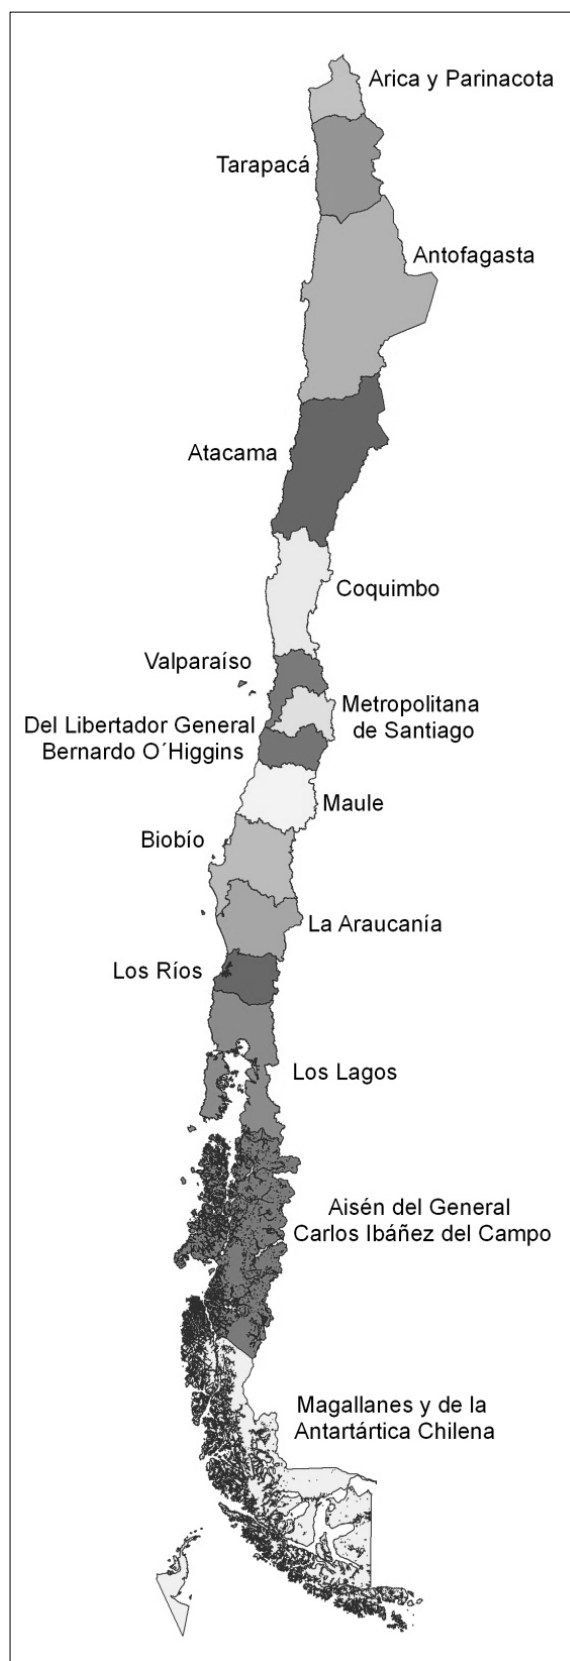 Arica y Parinacota
Tarapacá
Antofagasta
Atacama
Coquimbo
Valparaíso
Metropolitana
de Santiago
Del Libertador General
Bernardo O´Higgins
Maule
Biobío
La Araucanía
Los Ríos
Los Lagos
Aisén del General
Carlos Ibáñez del Campo
Magallanes y de la
Antartártica Chilena